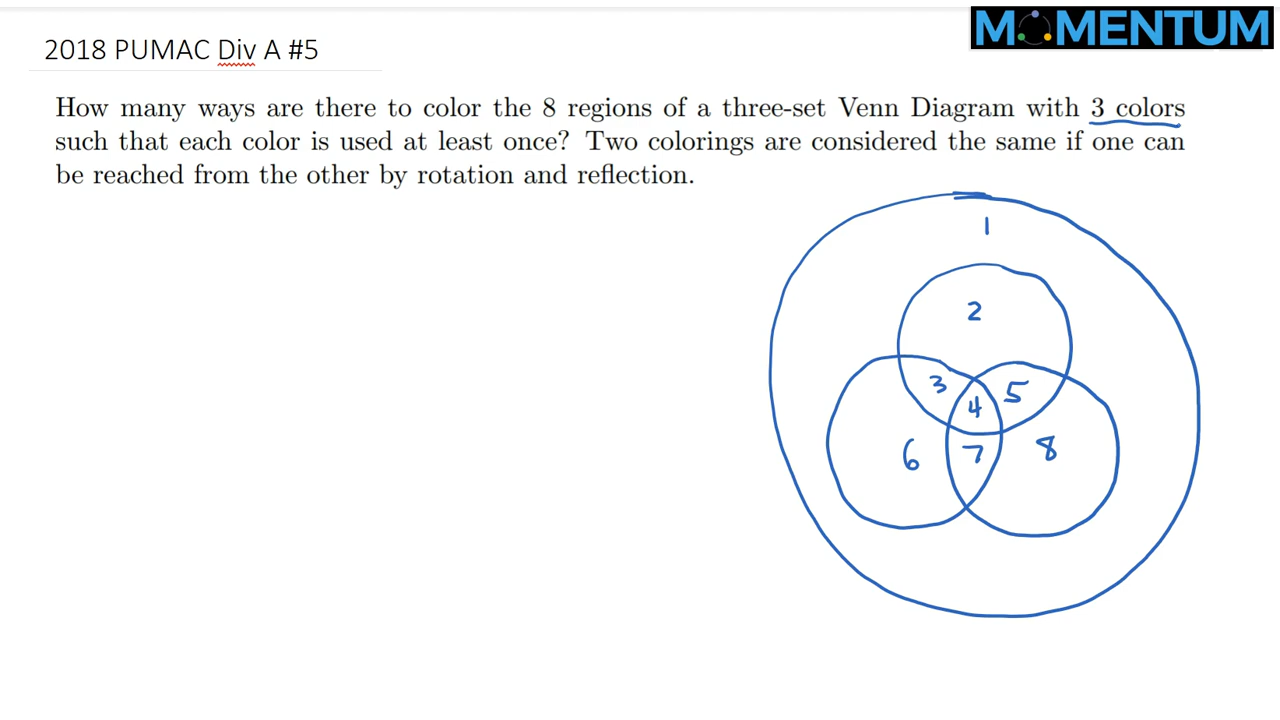 MOMENTUM
2018 PUMAC Div A #5
How many ways are there to color the 8 regions of a three-set Venn Diagram with 3 colors
such that each color is used at least once? Two colorings are considered the same if one can
be reached from the other by rotation and reflection.
1
2
3
5
4
6
7
8